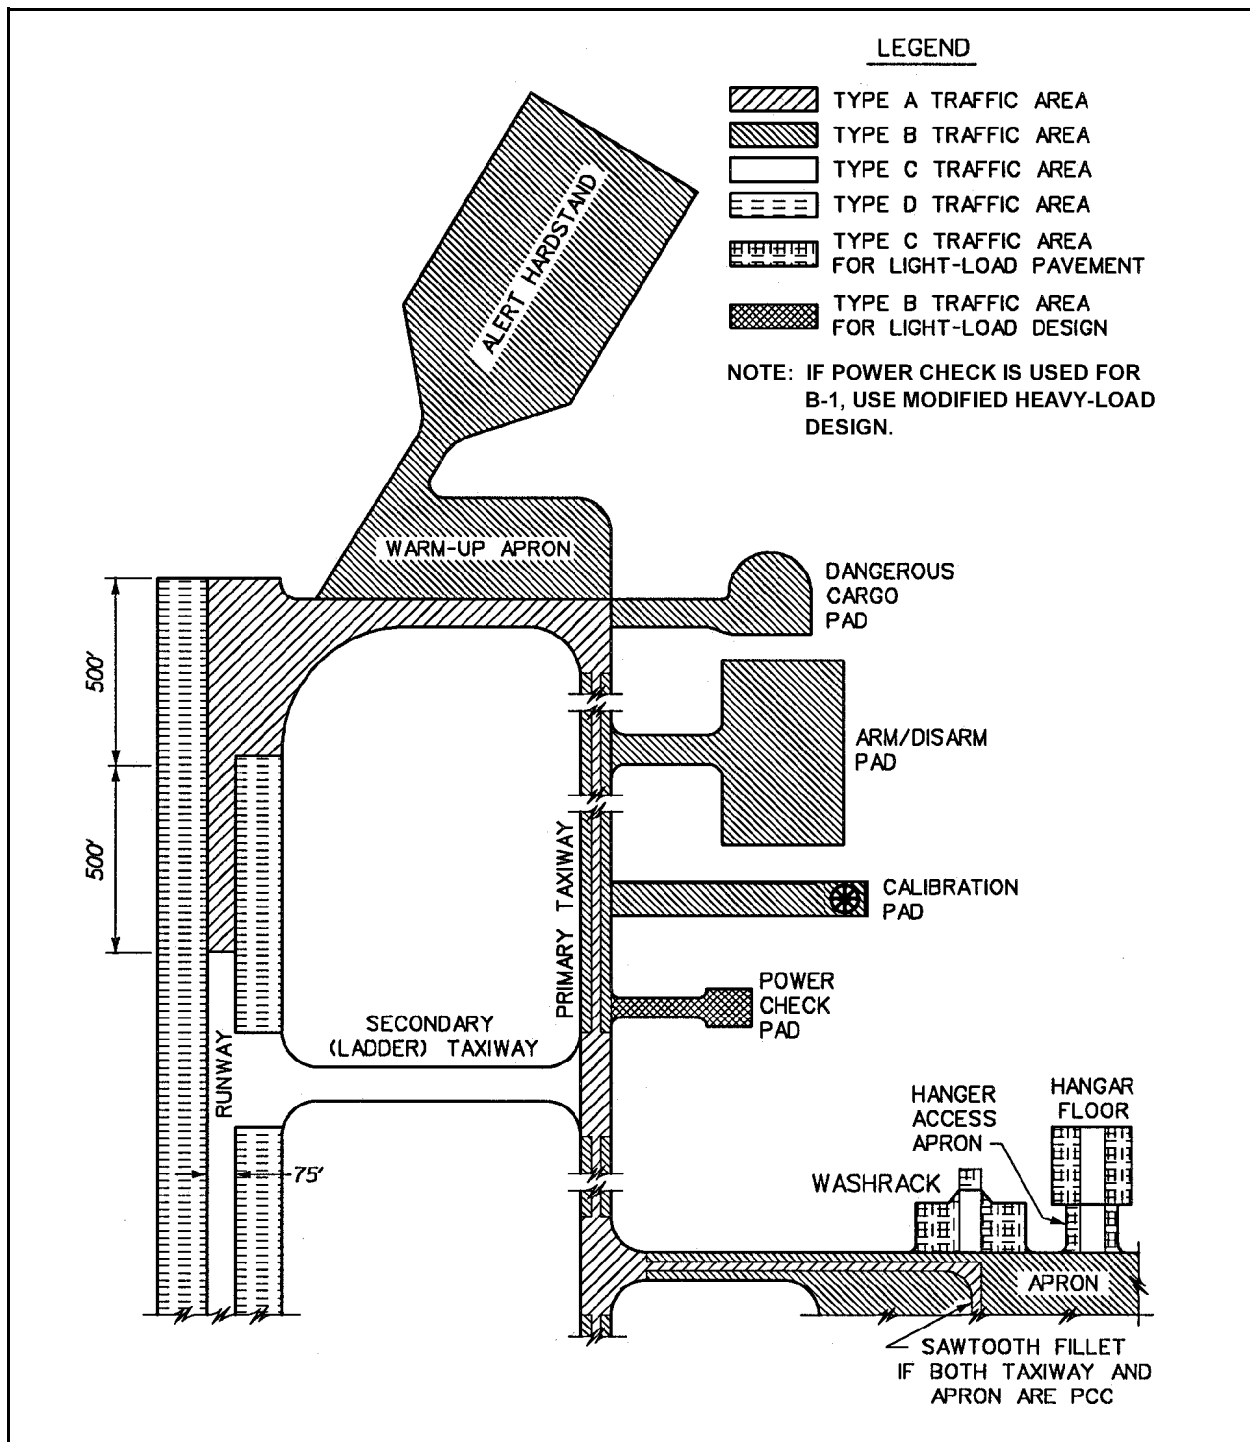 LEGEND
TYPE A TRAFFIC AREA
TYPE B TRAFFIC AREA
TYPE C TRAFFIC AREA
TYPE D TRAFFIC AREA
TYPE C TRAFFIC AREA
FOR LIGHT-LOAD PAVEMENT
TYPE B TRAFFIC AREA
FOR LIGHT-LOAD DESIGN
NOTE: IF POWER CHECK IS USED FOR
B-1, USE MODIFIED HEAVY-LOAD
DESIGN.
ALERT HARDSTAND
WARM-UP APRON
DANGEROUS
CARGO
PAD
500'
ARM/DISARM
PAD
500'
PRIMARY TAXIWAY
CALIBRATION
PAD
POWER
CHECK
PAD
SECONDARY
(LADDER) TAXIWAY
RUNWAY
75'
HANGER
ACCESS
APRON
HANGAR
FLOOR
WASHRACK
APRON
SAWTOOTH FILLET
IF BOTH TAXIWAY AND
APRON ARE PCC